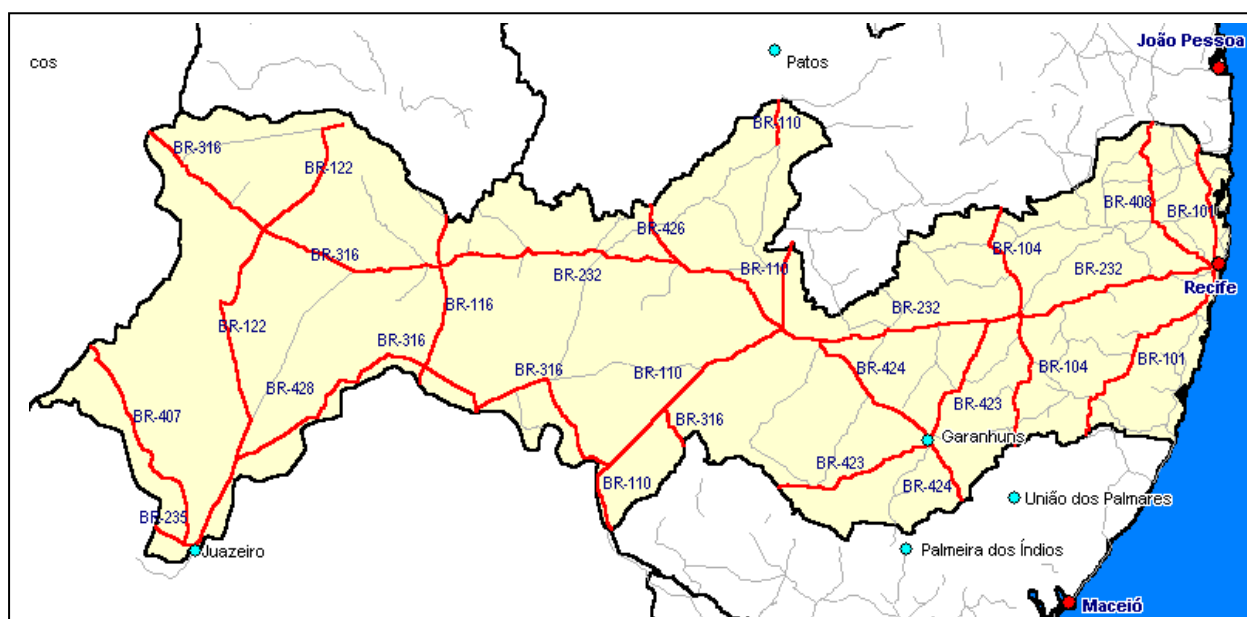 João Pessoa
cos
Patos
BR-110
BR-316
BR-122
BR-408
BR-101
BR-426
BR-104
BR-316
BR-110
BR-232
BR-232
Recife
BR-116
BR-232
BR-122
BR-316
BR-101
BR-316
BR-110
BR-424
BR-104
BR-428
BR-423
BR-407
BR-316
Garanhuns
BR-423
BR-110
BR-424
União dos Palmares
BR-235
Juazeiro
Palmeira dos Índios
Maceió